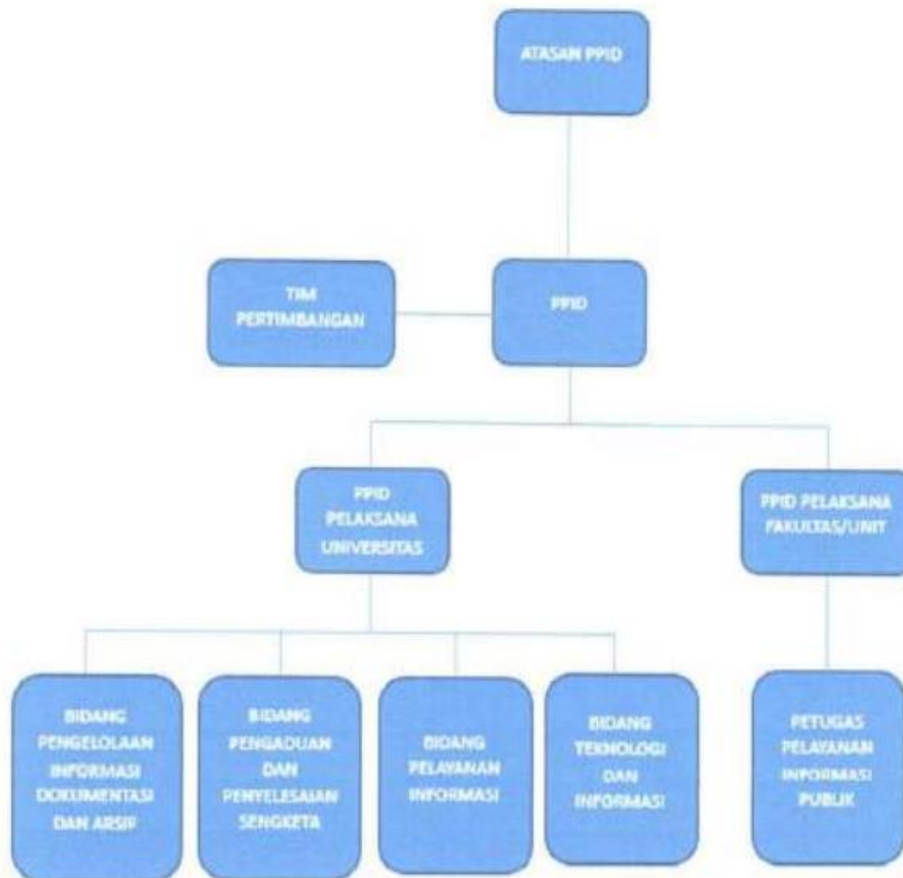 ATASAN PPID
TIM
PERTIMBANGAN
PPID
PPID
PELAKSANA
UNIVERSITAS
PPID PELAKSANA
FAKULTAS/UNIT
BIDANG
PENGELOLAAN
INFORMASI
DOKUMENTASI
DAN ARSIP
BIDANG
PENGADUAN
DAN
PENYELESAIAN
SENGKETA
BIDANG
PELAYANAN
INFORMASI
BIDANG
TEKNOLOGI
DAN
INFORMASI
PETUGAS
PELAYANAN
INFORMASI
PUBLIK